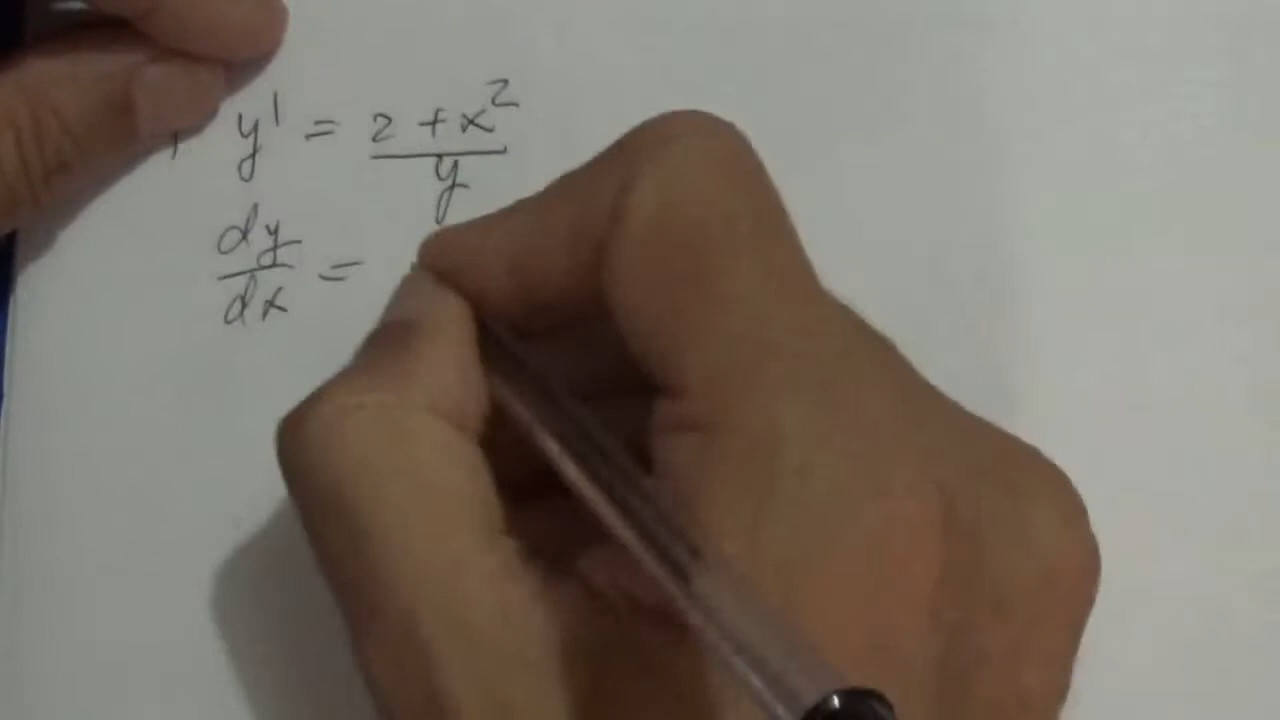 y' = 2 + x²
y
dy
dx =